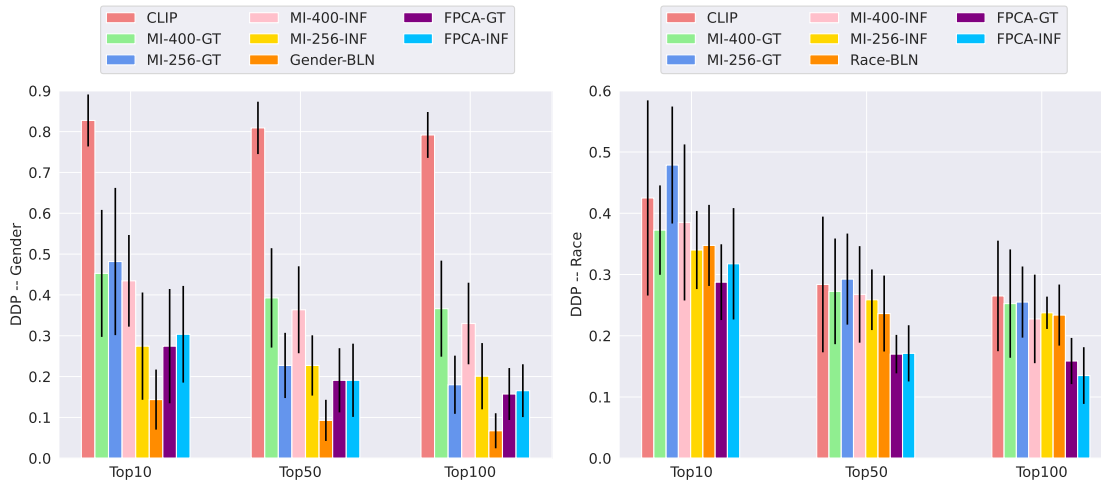 CLIP MI-400-INF FPCA-GT
MI-400-GT MI-256-INF FPCA-INF
MI-256-GT Gender-BLN
DDP -- Gender
0.9
0.8
0.7
0.6
0.5
0.4
0.3
0.2
0.1
0.0
Top10 Top50 Top100
CLIP MI-400-INF FPCA-GT
MI-400-GT MI-256-INF FPCA-INF
MI-256-GT Race-BLN
DDP -- Race
0.6
0.5
0.4
0.3
0.2
0.1
0.0
Top10 Top50 Top100